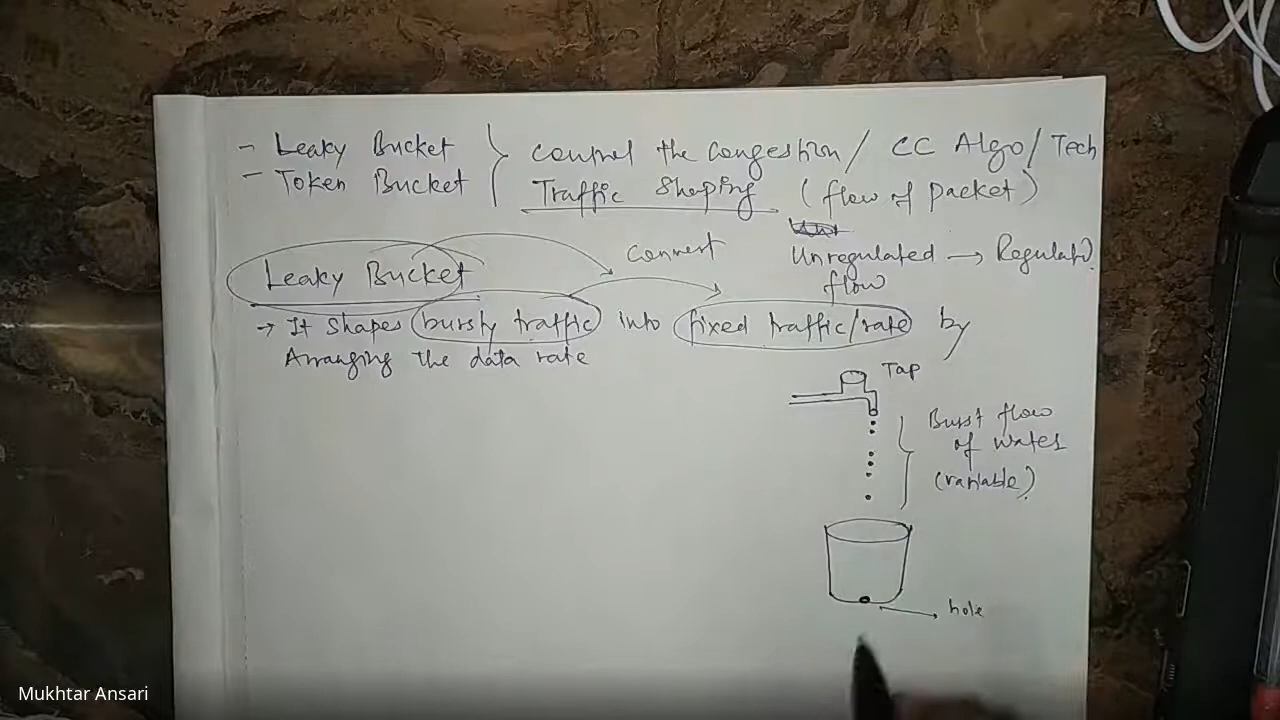 - Leaky Bucket
- Token Bucket
control the congestion / CC Algo / Tech
Traffic Shaping (flow of packet)
Leaky Bucket
convert
Unregulated → Regulated
flow
→ It shapes bursty traffic into fixed traffic/rate by
Arranging the data rate
Tap
Burst flow
of water
(variable)
hole
Mukhtar Ansari